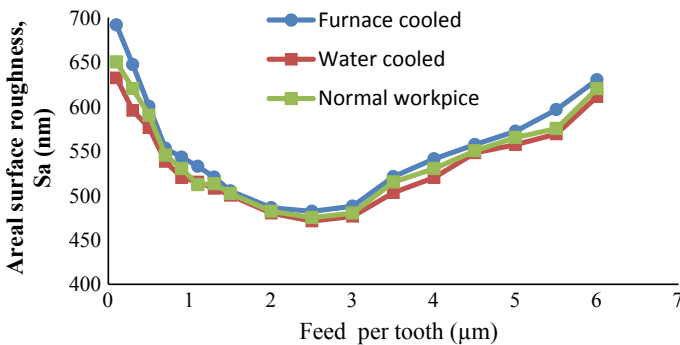 Areal surface roughness,
Sa (nm)
700
650
600
550
500
450
400
Furnace cooled
Water cooled
Normal workpice
0 1 2 3 4 5 6 7
Feed per tooth (µm)